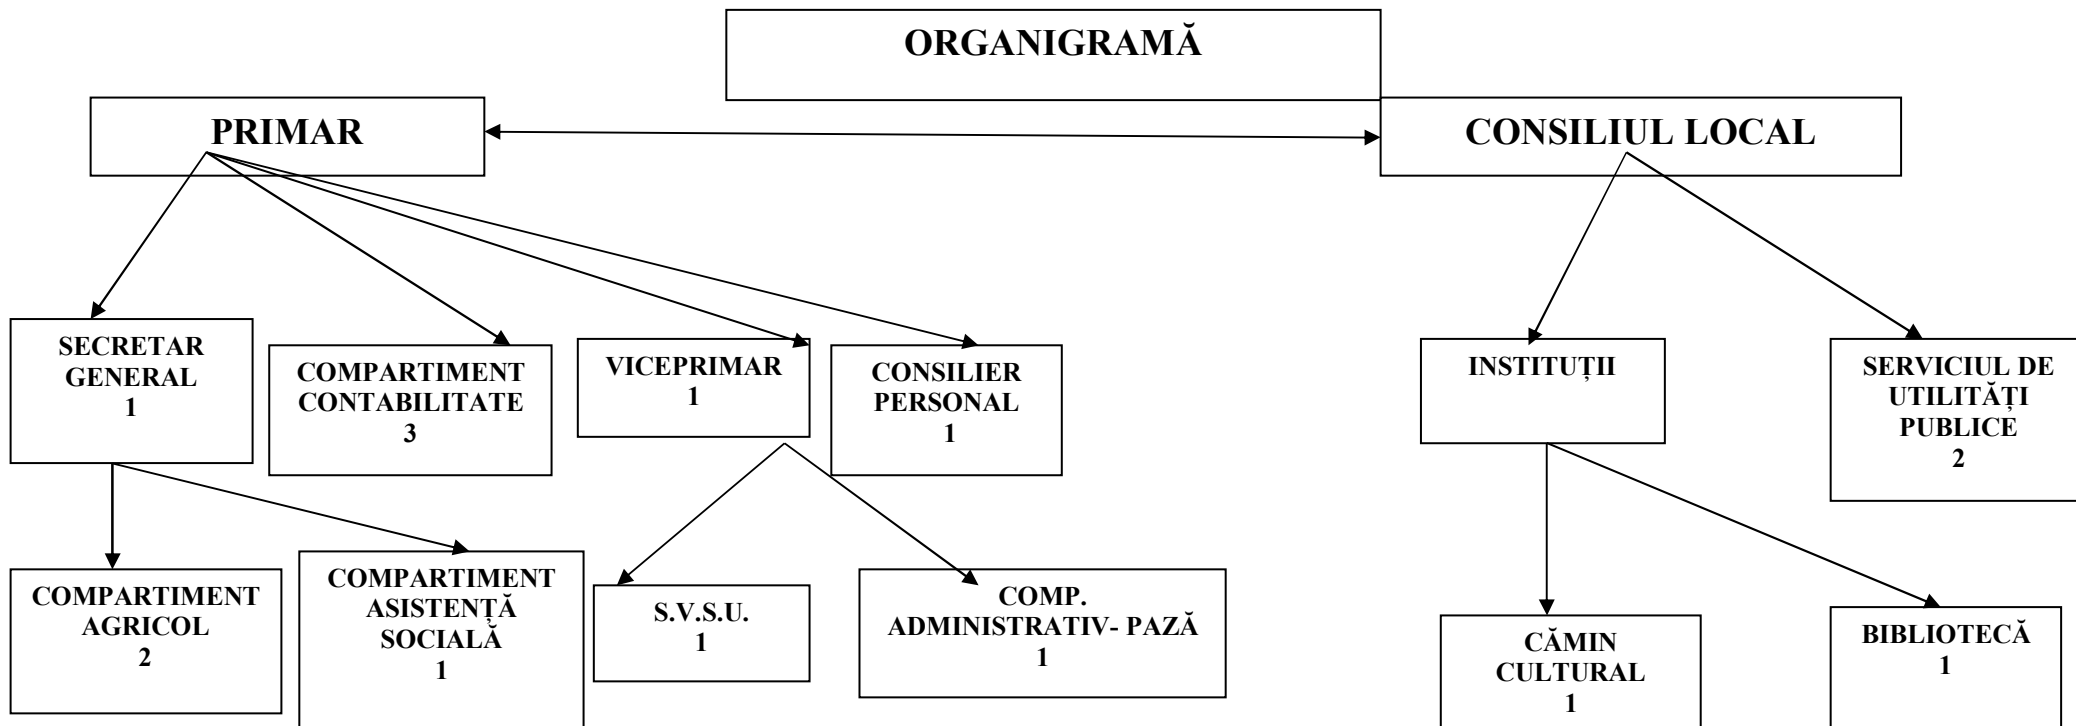 ORGANIGRAMĂ
PRIMAR
CONSILIUL LOCAL
SECRETAR
GENERAL
1
COMPARTIMENT
CONTABILITATE
3
VICEPRIMAR
1
CONSILIER
PERSONAL
1
INSTITUȚII
SERVICIUL DE
UTILITĂȚI
PUBLICE
2
COMPARTIMENT
AGRICOL
2
COMPARTIMENT
ASISTENȚĂ
SOCIALĂ
1
S.V.S.U.
1
COMP.
ADMINISTRATIV- PAZĂ
1
CĂMIN
CULTURAL
1
BIBLIOTECĂ
1